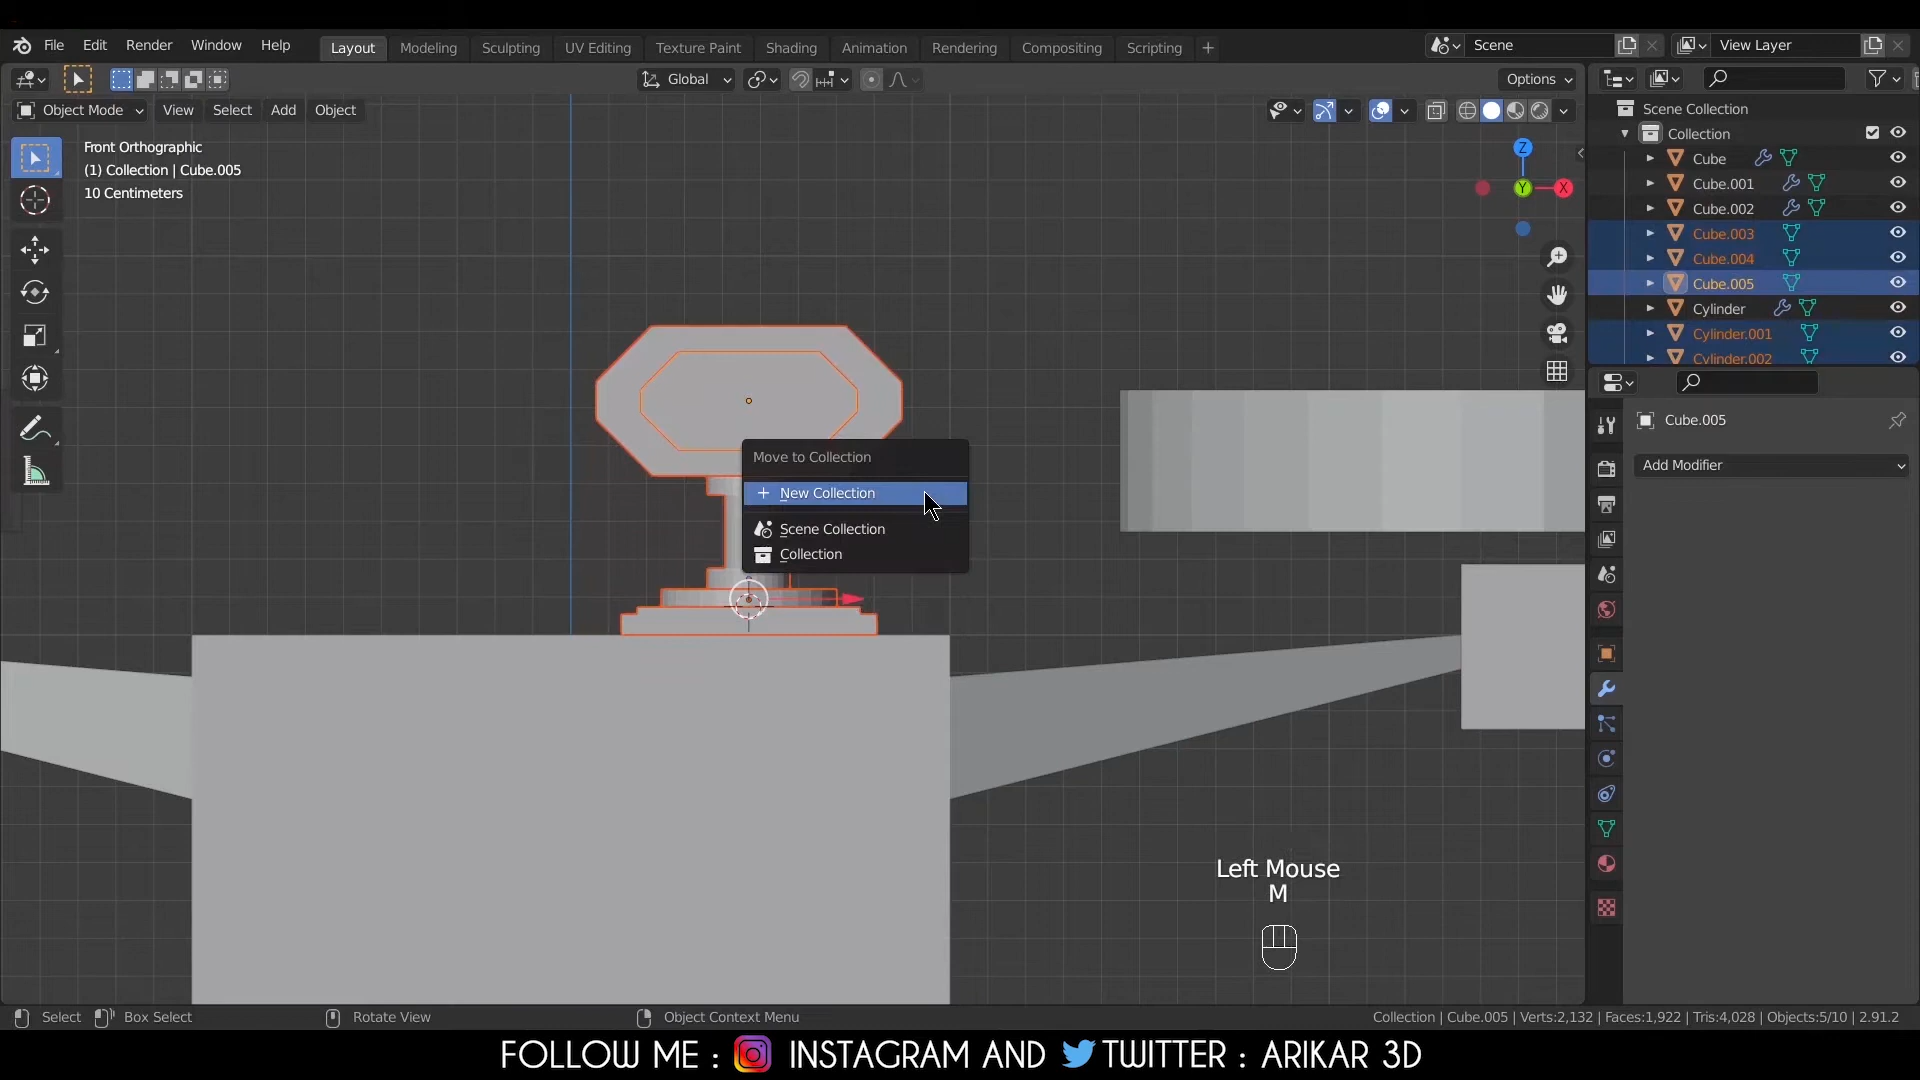 File Edit Render Window Help Layout Modeling Sculpting UV Editing Texture Paint Shading Animation Rendering Compositing Scripting + Scene View Layer
Global Options
Object Mode View Select Add Object
Front Orthographic
(1) Collection | Cube.005
10 Centimeters
Z
Y
X
Scene Collection
Collection
Cube
Cube.001
Cube.002
Cube.003
Cube.004
Cube.005
Cylinder
Cylinder.001
Cylinder.002
Cube.005
Add Modifier
Move to Collection
New Collection
Scene Collection
Collection
Left Mouse
M
Select Box Select Rotate View Object Context Menu Collection | Cube.005 | Verts:2,132 | Faces:1,922 | Tris:4,028 | Objects:5/10 | 2.91.2
FOLLOW ME : INSTAGRAM AND TWITTER : ARIKAR 3D